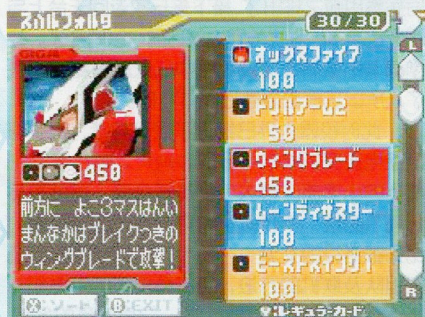 スバルフォルダ
30/30
GIGA
450
前方に よこ3マスはんい
まんなかはブレイクつきの
ウィングブレードで攻撃!
X:ソート B:EXIT
オックスファイア
180
ドリルアーム2
50
ウィングブレード
450
ムーンディザスター
180
ビーストスイング1
L
R
Y:レギュラーカード